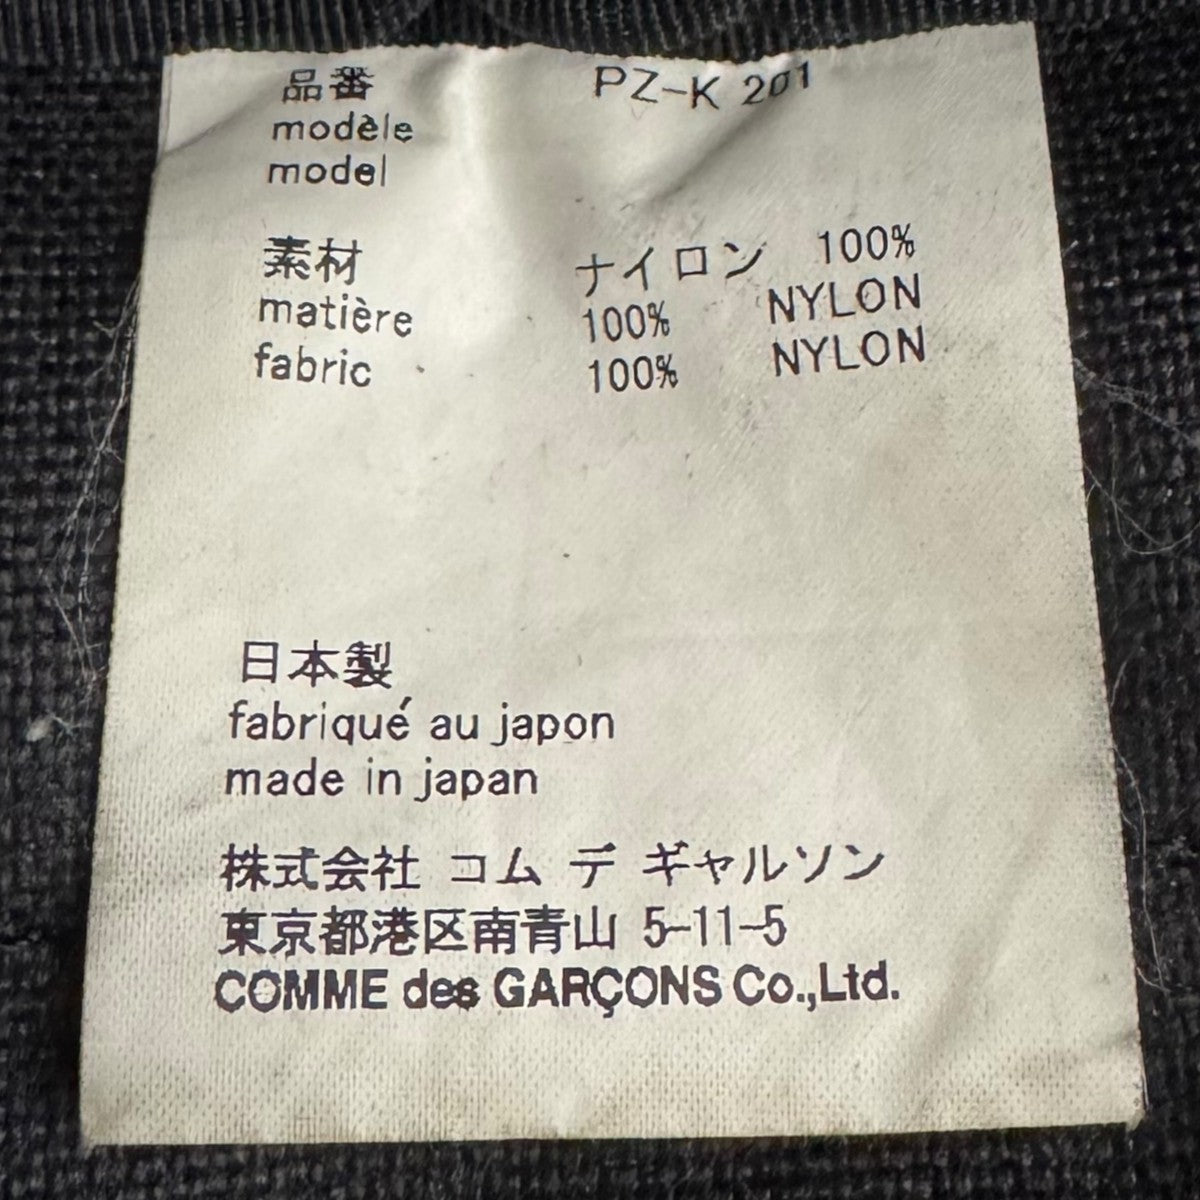 品番 PZ-K 201
modèle
model
素材 ナイロン 100%
matière 100% NYLON
fabric 100% NYLON
日本製
fabriqué au japon
made in japan
株式会社 コム デ ギャルソン
東京都港区南青山 5-11-5
COMME des GARÇONS Co.,Ltd.